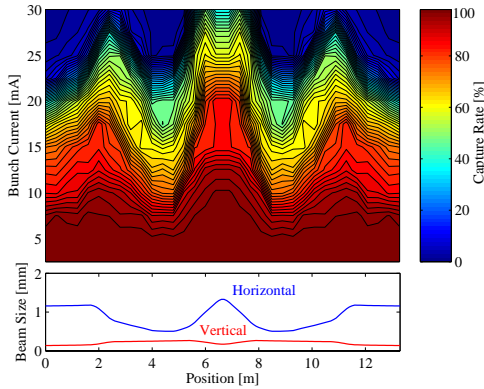 30
25
20
15
10
5
Bunch Current [mA]
100
80
60
40
20
0
Capture Rate [%]
2
1
0
Beam Size [mm]
Horizontal
Vertical
0 2 4 6 8 10 12
Position [m]